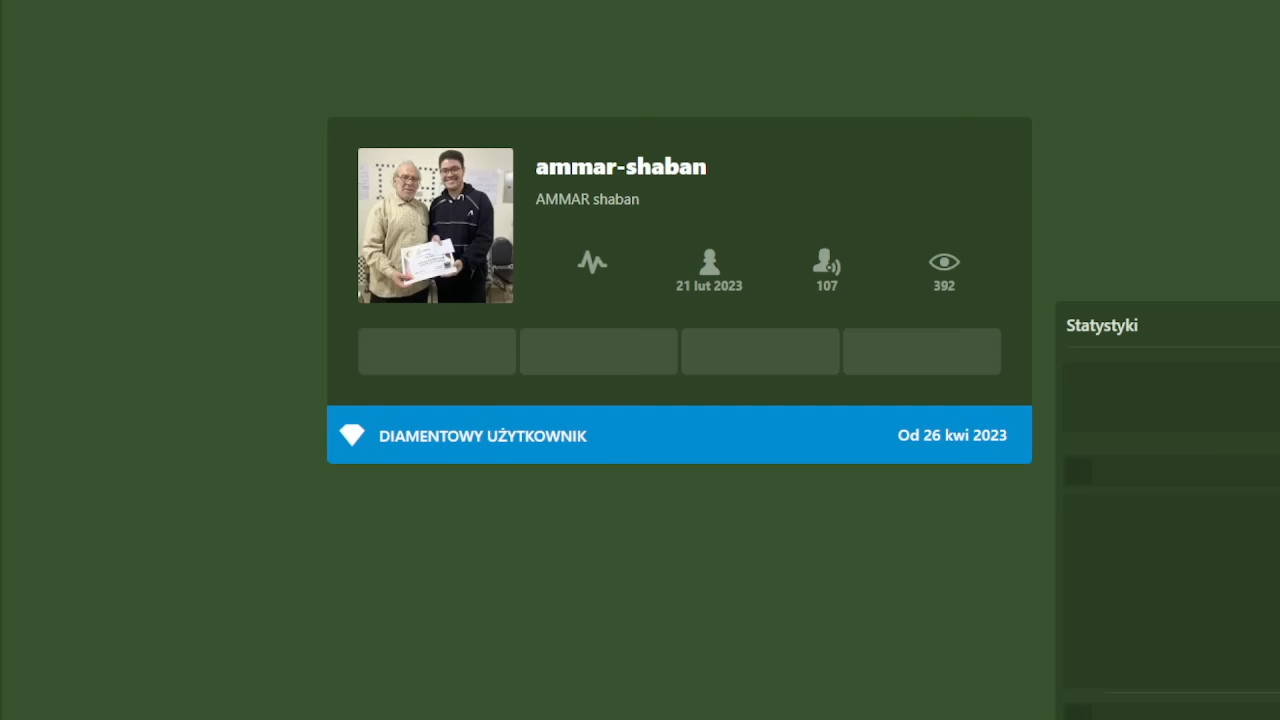 ammar-shaban
AMMAR shaban
21 lut 2023
107
392
Statystyki
DIAMENTOWY UŻYTKOWNIK
Od 26 kwi 2023